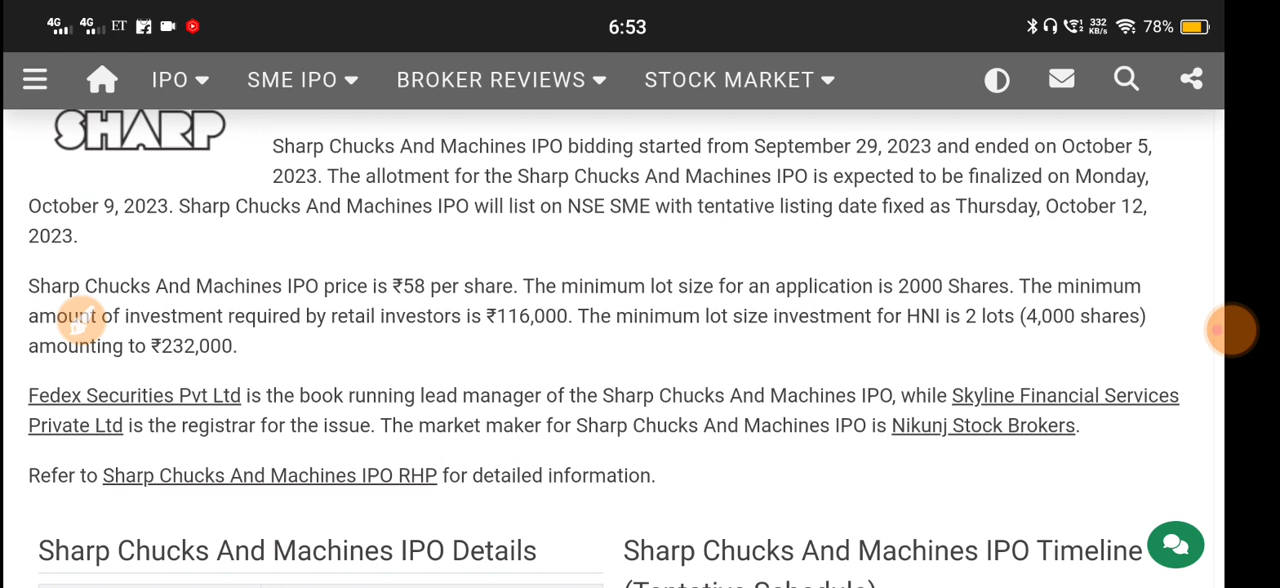 4G 4G ET 6:53 332 KB/s 78%
IPO SME IPO BROKER REVIEWS STOCK MARKET
SHARP
Sharp Chucks And Machines IPO bidding started from September 29, 2023 and ended on October 5,
2023. The allotment for the Sharp Chucks And Machines IPO is expected to be finalized on Monday,
October 9, 2023. Sharp Chucks And Machines IPO will list on NSE SME with tentative listing date fixed as Thursday, October 12,
2023.
Sharp Chucks And Machines IPO price is ₹58 per share. The minimum lot size for an application is 2000 Shares. The minimum
amount of investment required by retail investors is ₹116,000. The minimum lot size investment for HNI is 2 lots (4,000 shares)
amounting to ₹232,000.
Fedex Securities Pvt Ltd is the book running lead manager of the Sharp Chucks And Machines IPO, while Skyline Financial Services
Private Ltd is the registrar for the issue. The market maker for Sharp Chucks And Machines IPO is Nikunj Stock Brokers.
Refer to Sharp Chucks And Machines IPO RHP for detailed information.
Sharp Chucks And Machines IPO Details
Sharp Chucks And Machines IPO Timeline
(Tentative Schedule)